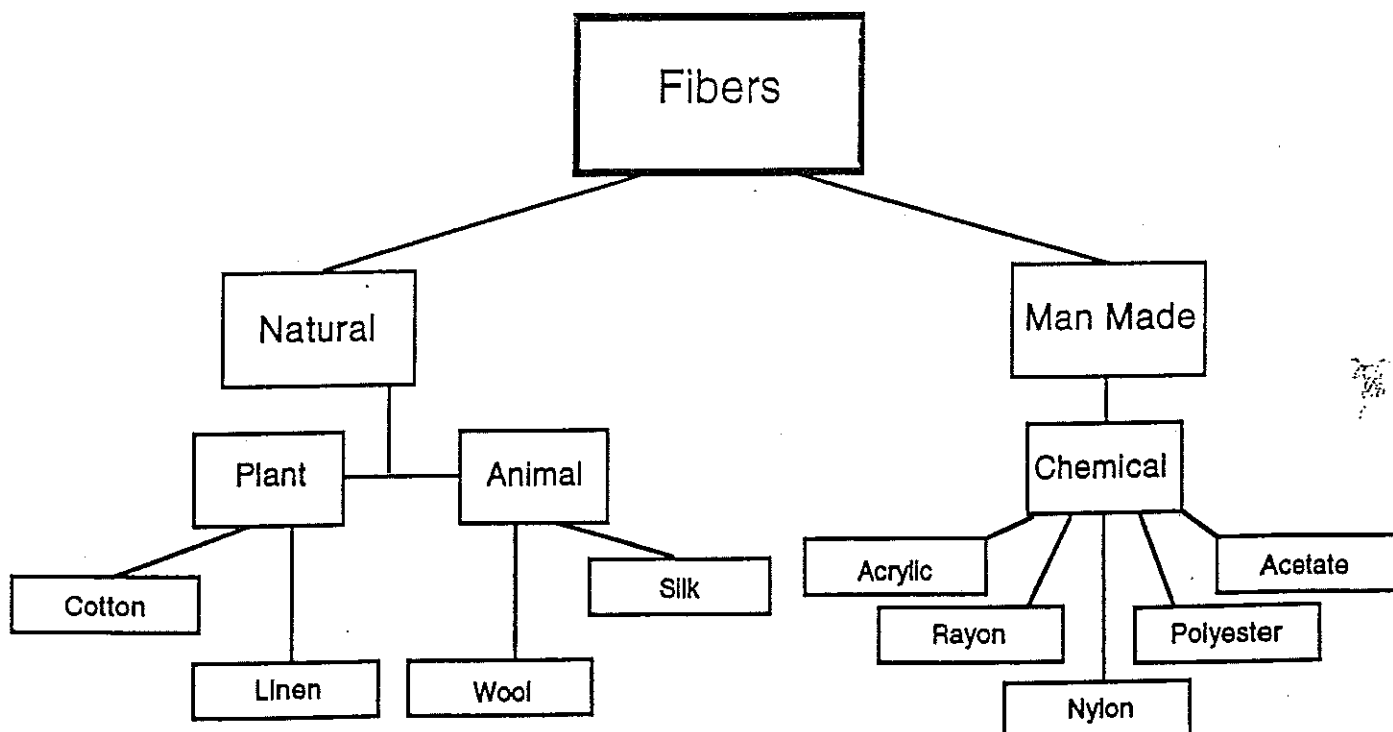 Fibers
Natural
Man Made
Plant
Animal
Chemical
Cotton
Linen
Wool
Silk
Acrylic
Rayon
Nylon
Polyester
Acetate